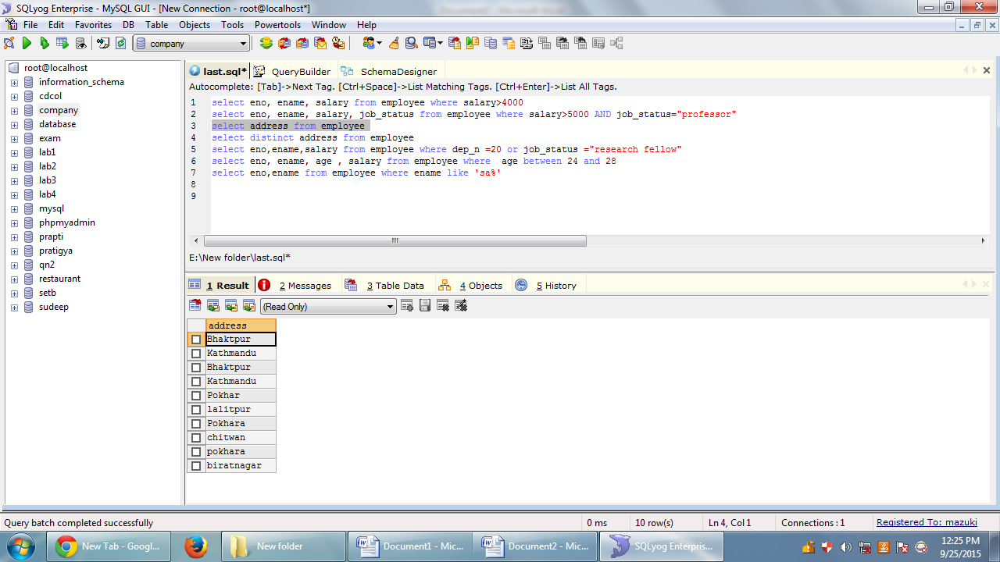 SQLyog Enterprise - MySQL GUI - [New Connection - root@localhost*]
File Edit Favorites DB Table Objects Tools Powertools Window Help
company
root@localhost
information_schema
cdcol
company
database
exam
lab1
lab2
lab3
lab4
mysql
phpmyadmin
prapti
pratigya
qn2
restaurant
setb
sudeep
last.sql* QueryBuilder SchemaDesigner
Autocomplete: [Tab]->Next Tag. [Ctrl+Space]->List Matching Tags. [Ctrl+Enter]->List All Tags.
1 select eno, ename, salary from employee where salary>4000
2 select eno, ename, salary, job_status from employee where salary>5000 AND job_status="professor"
3 select address from employee
4 select distinct address from employee
5 select eno,ename,salary from employee where dep_n =20 or job_status ="research fellow"
6 select eno, ename, age , salary from employee where  age between 24 and 28
7 select eno,ename from employee where ename like 'sa%'
8
9
E:\New folder\last.sql*
1 Result 2 Messages 3 Table Data 4 Objects 5 History
(Read Only)
address
Bhaktpur
Kathmandu
Bhaktpur
Kathmandu
Pokhar
lalitpur
Pokhara
chitwan
pokhara
biratnagar
Query batch completed successfully 0 ms 10 row(s) Ln 4, Col 1 Connections : 1 Registered To: mazuki
New Tab - Googl... New folder Document1 - Mic... Document2 - Mic... SQLyog Enterpris...
12:25 PM
9/25/2015